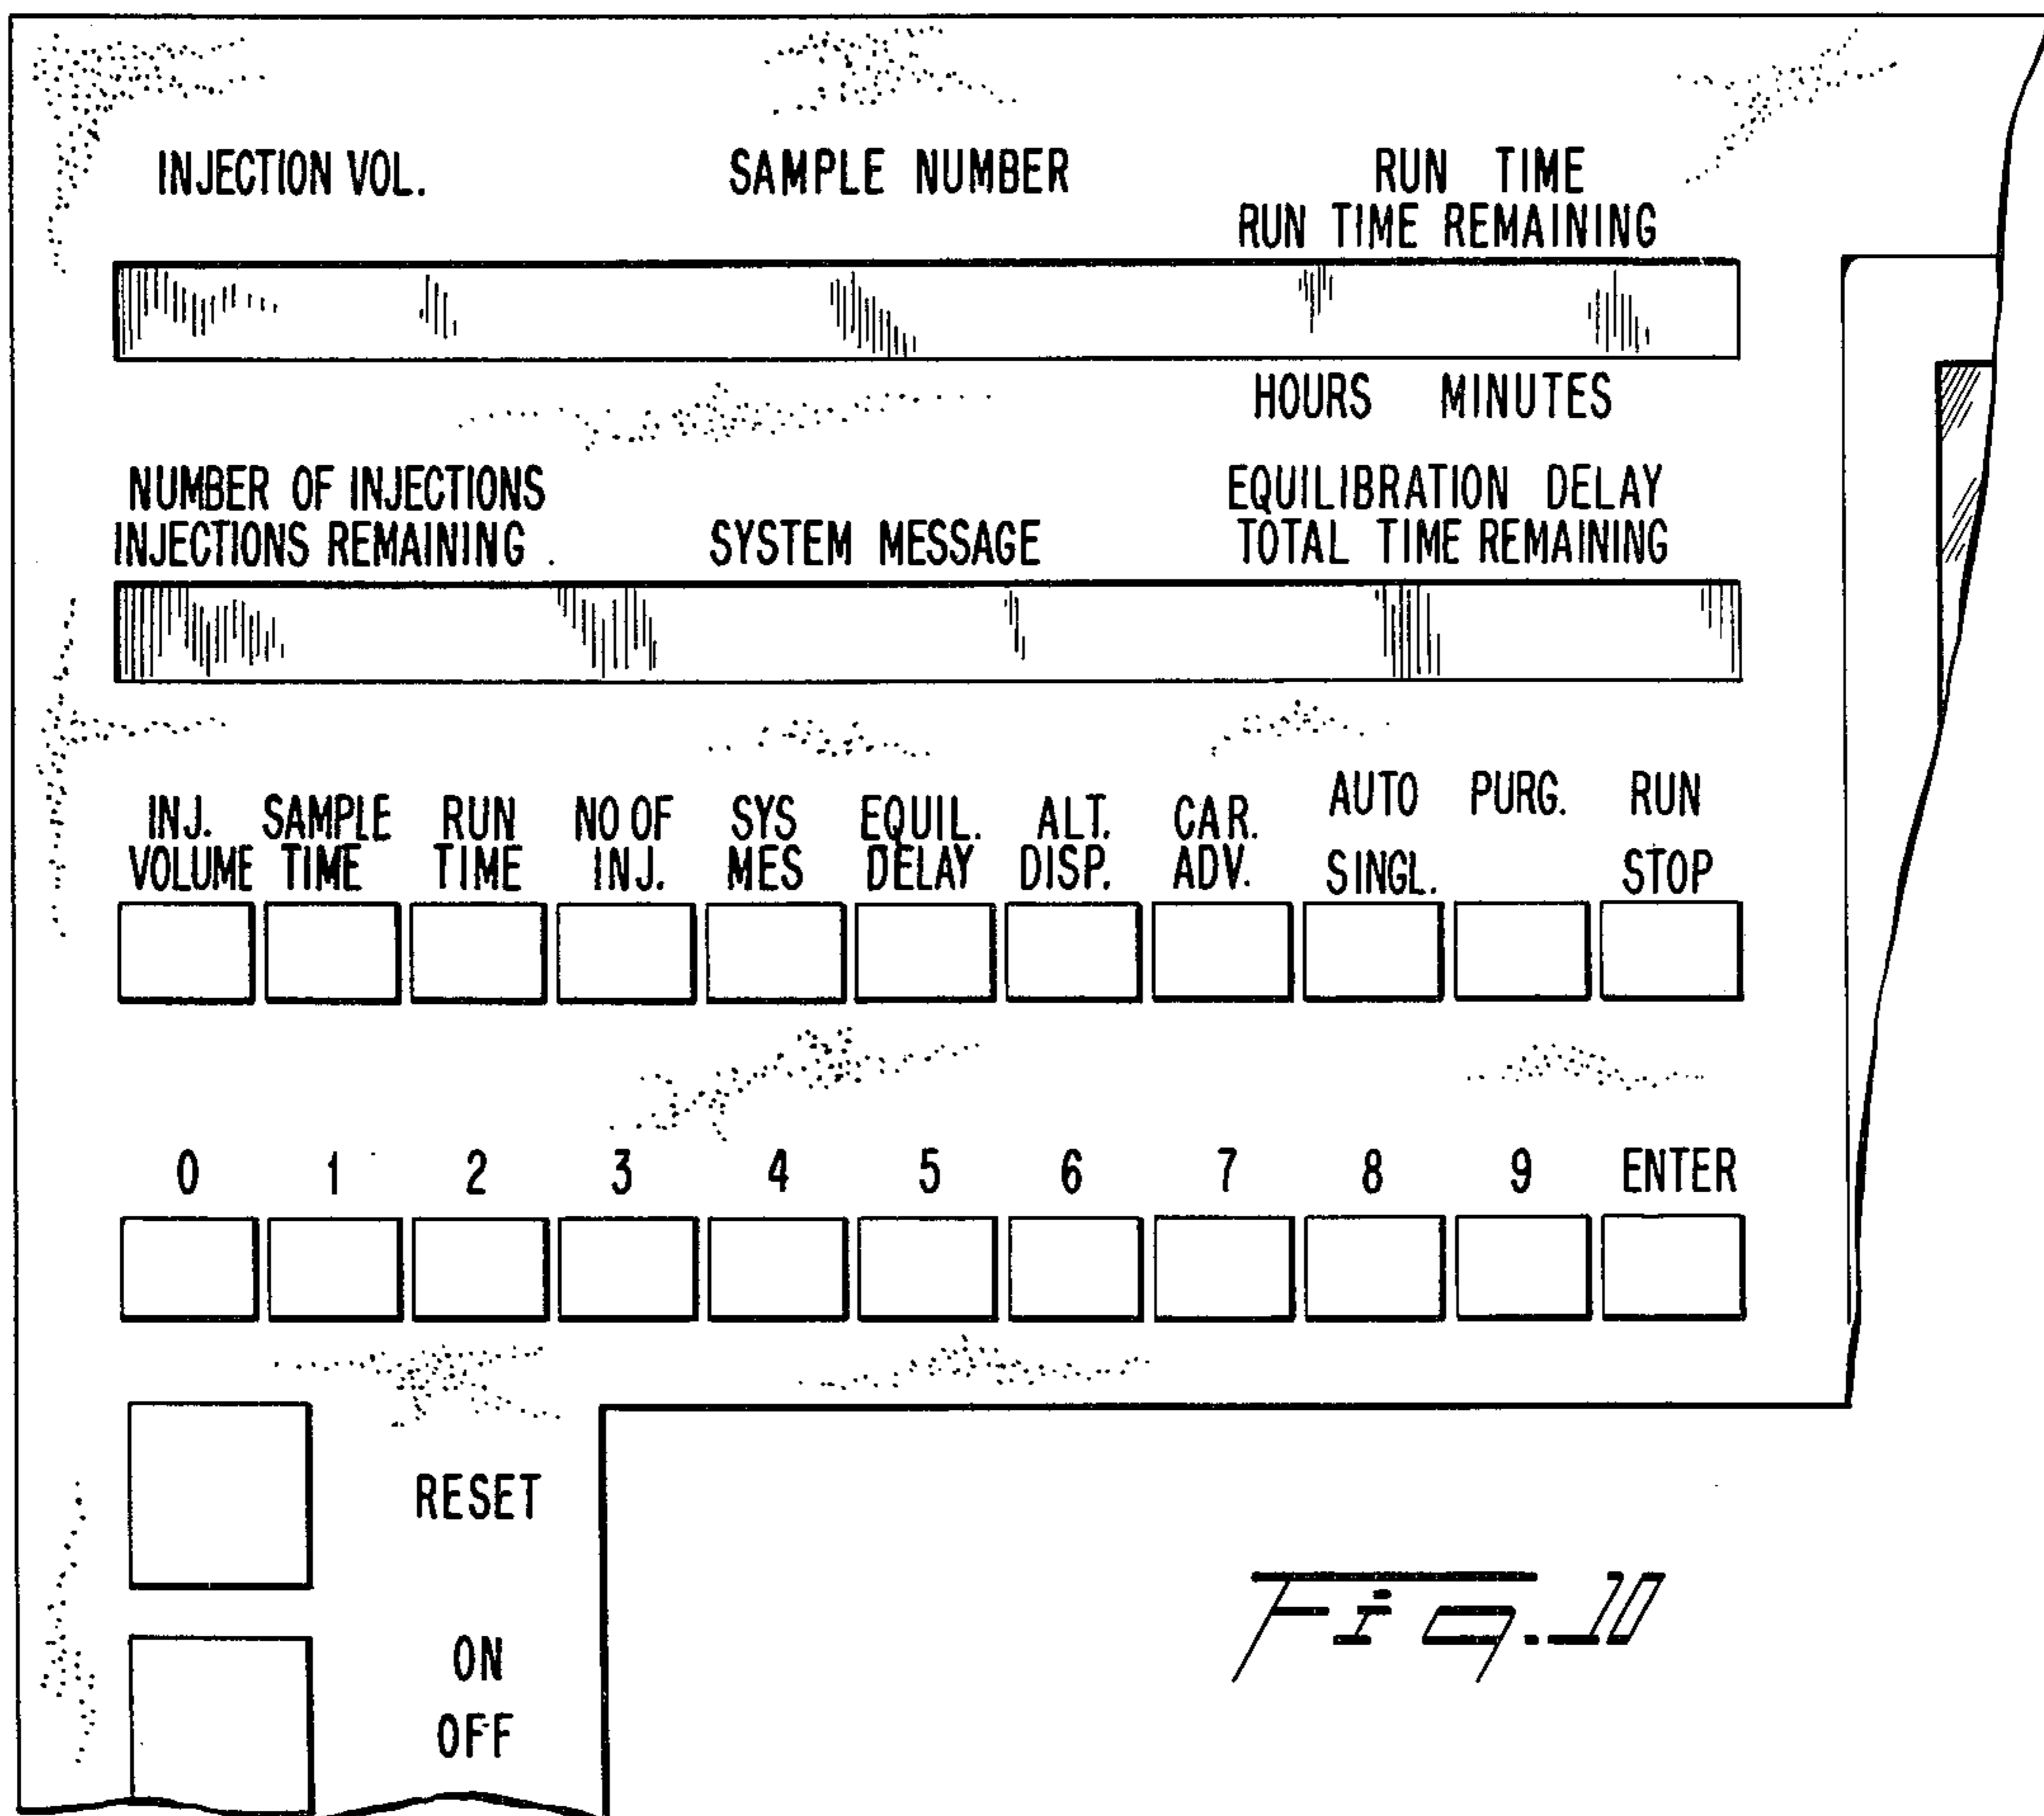 INJECTION VOL. SAMPLE NUMBER RUN TIME
RUN TIME REMAINING
HOURS MINUTES
NUMBER OF INJECTIONS EQUILIBRATION DELAY
INJECTIONS REMAINING SYSTEM MESSAGE TOTAL TIME REMAINING
AUTO PURG. RUN
INJ. SAMPLE RUN NO OF SYS EQUIL. ALT. CAR.
VOLUME TIME TIME INJ. MES DELAY DISP. ADV. SINGL. STOP
0 1 2 3 4 5 6 7 8 9 ENTER
RESET
ON
OFF
Fig. 10